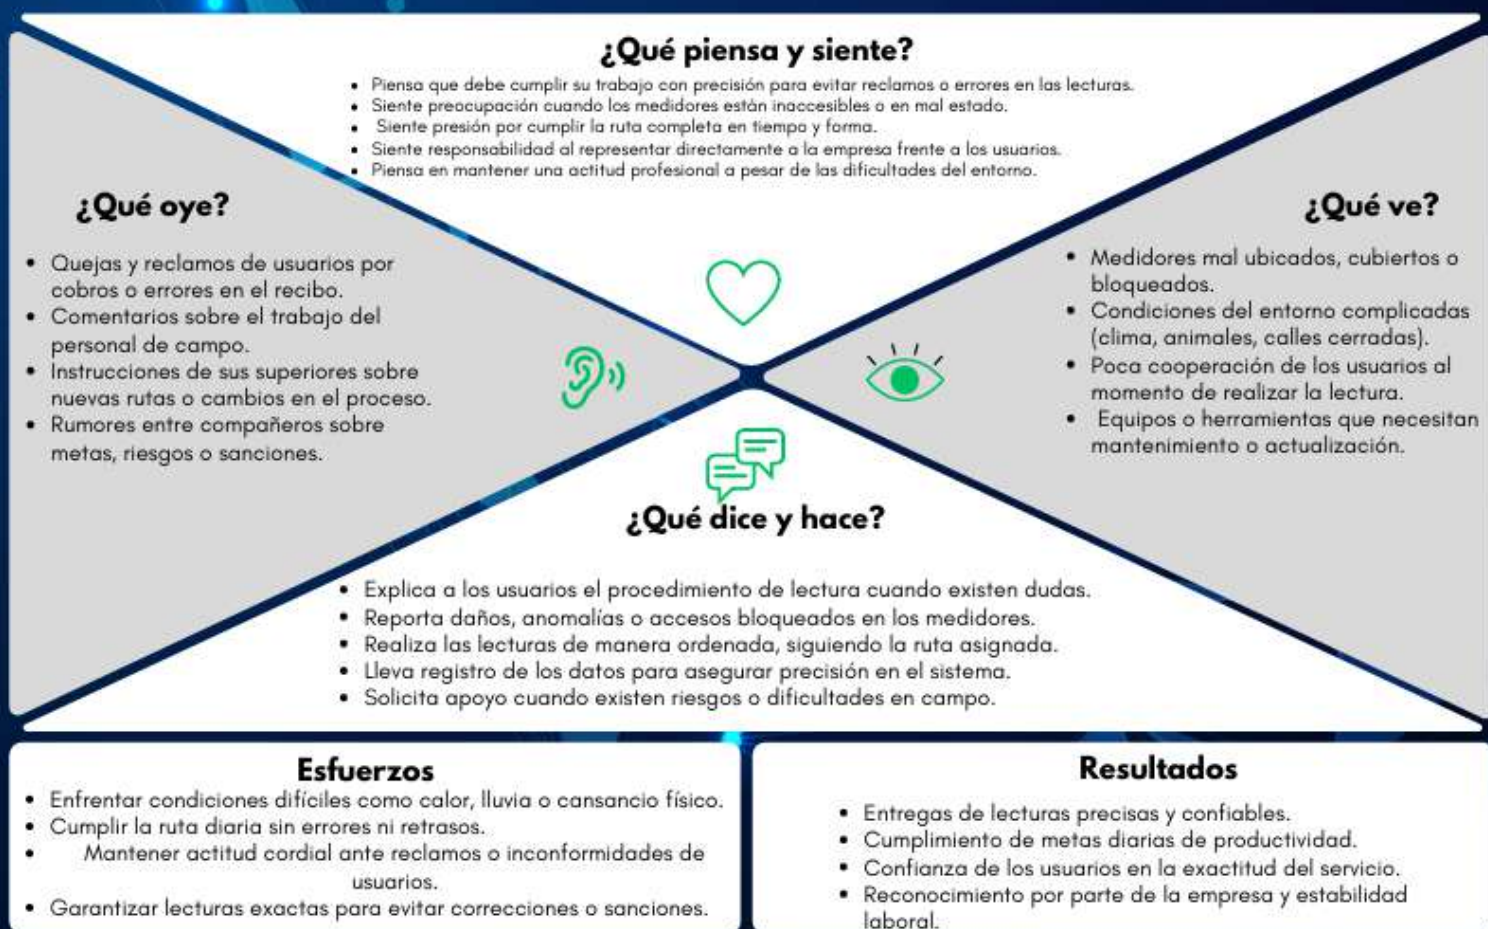 ¿Qué piensa y siente?
• Piensa que debe cumplir su trabajo con precisión para evitar reclamos o errores en las lecturas.
• Siente preocupación cuando los medidores están inaccesibles o en mal estado.
• Siente presión por cumplir la ruta completa en tiempo y forma.
• Siente responsabilidad al representar directamente a la empresa frente a los usuarios.
• Piensa en mantener una actitud profesional a pesar de las dificultades del entorno.
¿Qué oye?
• Quejas y reclamos de usuarios por
cobros o errores en el recibo.
• Comentarios sobre el trabajo del
personal de campo.
• Instrucciones de sus superiores sobre
nuevas rutas o cambios en el proceso.
• Rumores entre compañeros sobre
metas, riesgos o sanciones.
¿Qué ve?
• Medidores mal ubicados, cubiertos o
bloqueados.
• Condiciones del entorno complicadas
(clima, animales, calles cerradas).
• Poca cooperación de los usuarios al
momento de realizar la lectura.
• Equipos o herramientas que necesitan
mantenimiento o actualización.
¿Qué dice y hace?
• Explica a los usuarios el procedimiento de lectura cuando existen dudas.
• Reporta daños, anomalías o accesos bloqueados en los medidores.
• Realiza las lecturas de manera ordenada, siguiendo la ruta asignada.
• Lleva registro de los datos para asegurar precisión en el sistema.
• Solicita apoyo cuando existen riesgos o dificultades en campo.
Esfuerzos
• Enfrentar condiciones difíciles como calor, lluvia o cansancio físico.
• Cumplir la ruta diaria sin errores ni retrasos.
• Mantener actitud cordial ante reclamos o inconformidades de
usuarios.
• Garantizar lecturas exactas para evitar correcciones o sanciones.
Resultados
• Entregas de lecturas precisas y confiables.
• Cumplimiento de metas diarias de productividad.
• Confianza de los usuarios en la exactitud del servicio.
• Reconocimiento por parte de la empresa y estabilidad
laboral.